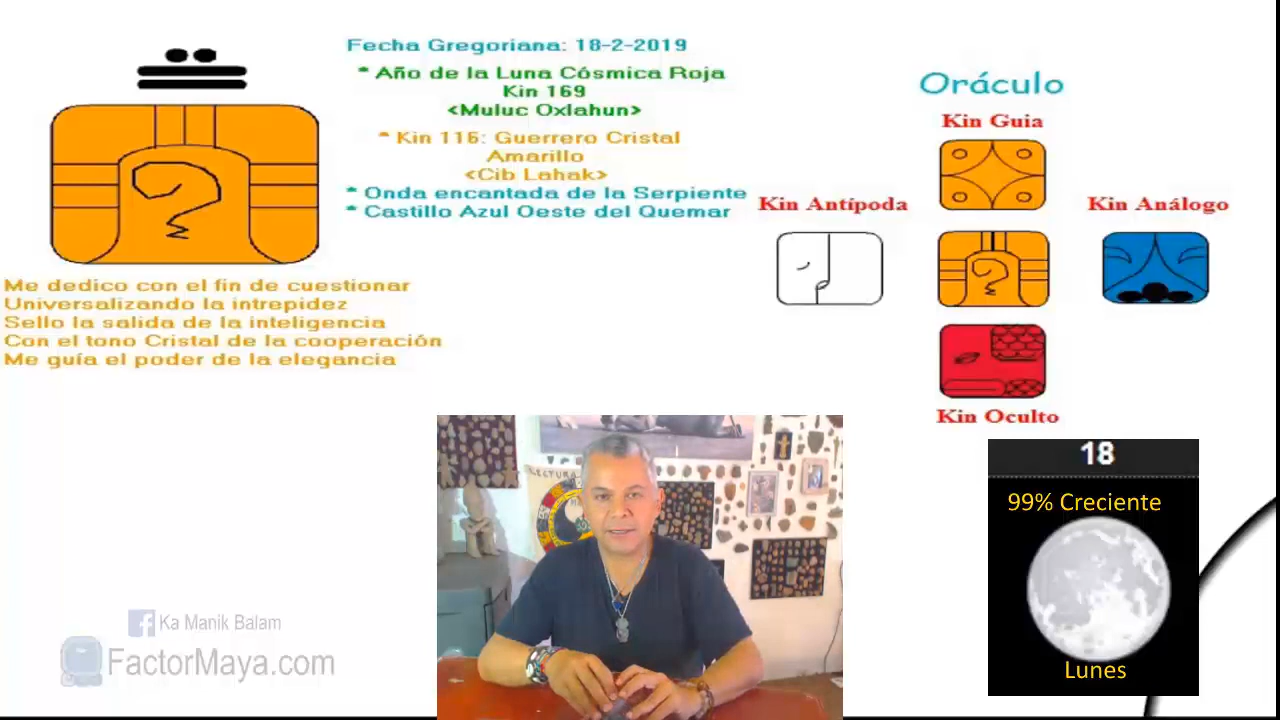 Fecha Gregoriana: 18-2-2019
* Año de la Luna Cósmica Roja
Kin 169
<Muluc Oxlahun>
* Kin 116: Guerrero Cristal
Amarillo
<Cib Lahak>
* Onda encantada de la Serpiente
* Castillo Azul Oeste del Quemar
Me dedico con el fin de cuestionar
Universalizando la intrepidez
Sello la salida de la inteligencia
Con el tono Cristal de la cooperación
Me guía el poder de la elegancia
Oráculo
Kin Guia
Kin Antípoda
Kin Análogo
Kin Oculto
18
99% Creciente
Lunes
LECTURA
f Ka Manik Balam
FactorMaya.com